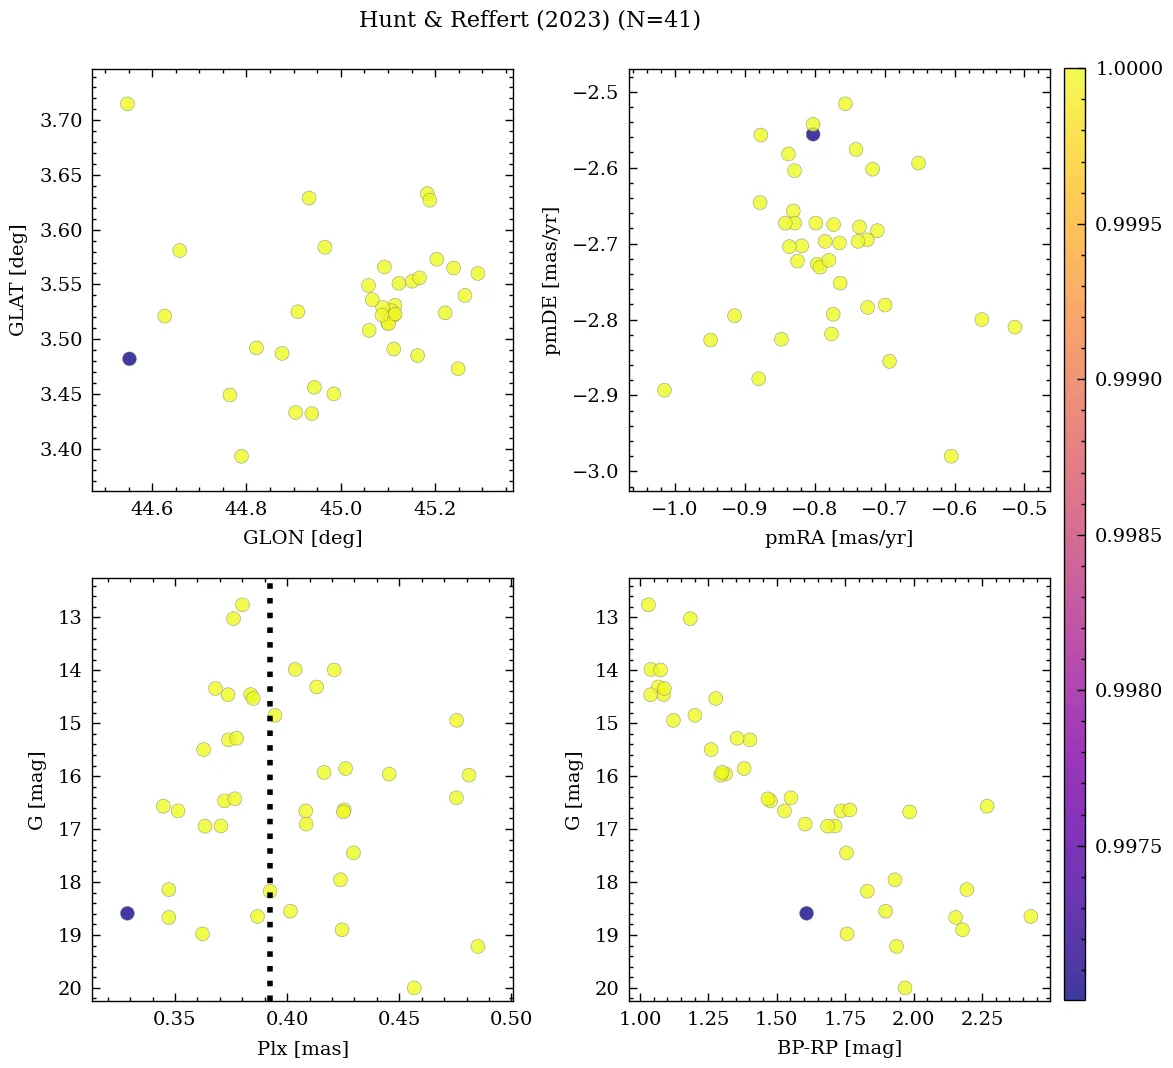 Hunt & Reffert (2023) (N=41)
GLAT [deg]
3.70
3.65
3.60
3.55
3.50
3.45
3.40
44.6 44.8 45.0 45.2
GLON [deg]
pmDE [mas/yr]
−2.5
−2.6
−2.7
−2.8
−2.9
−3.0
−1.0 −0.9 −0.8 −0.7 −0.6 −0.5
pmRA [mas/yr]
1.0000
0.9995
0.9990
0.9985
0.9980
0.9975
G [mag]
13
14
15
16
17
18
19
20
0.35 0.40 0.45 0.50
Plx [mas]
G [mag]
13
14
15
16
17
18
19
20
1.00 1.25 1.50 1.75 2.00 2.25
BP-RP [mag]